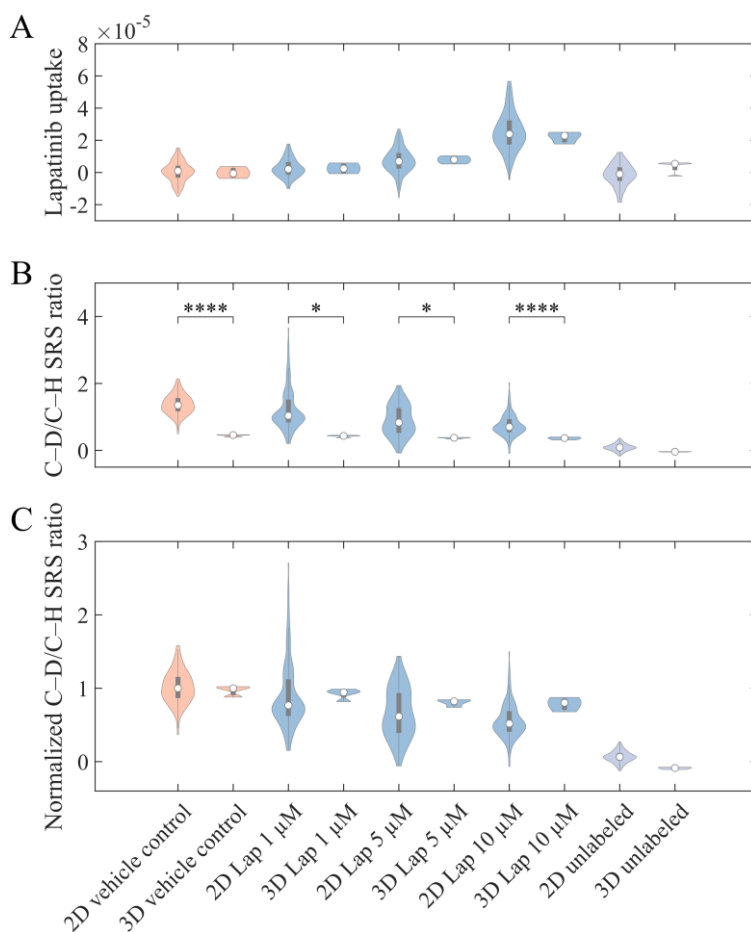 A
×10⁻⁵
Lapatinib uptake
8
6
4
2
0
-2
B
C–D/C–H SRS ratio
4
2
0
****
*
*
****
C
Normalized C–D/C–H SRS ratio
3
2
1
0
2D vehicle control
3D vehicle control
2D Lap 1 µM
3D Lap 1 µM
2D Lap 5 µM
3D Lap 5 µM
2D Lap 10 µM
3D Lap 10 µM
2D unlabeled
3D unlabeled